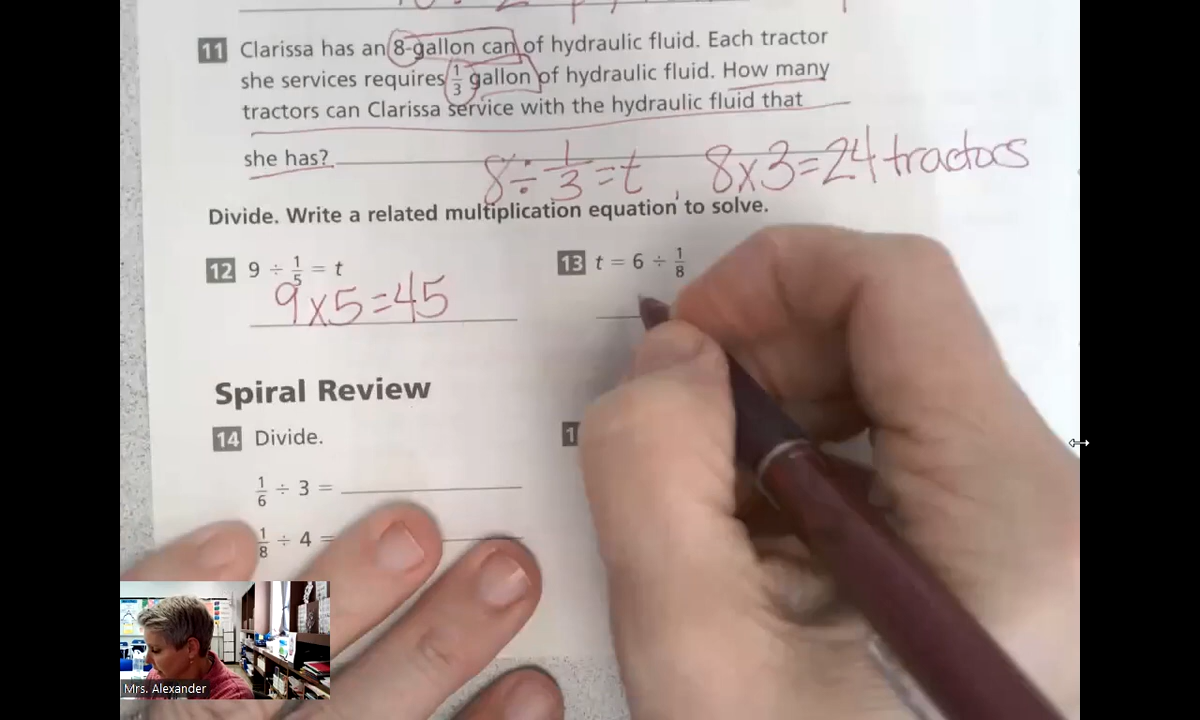 11 Clarissa has an 8-gallon can of hydraulic fluid. Each tractor
she services requires 1/3 gallon of hydraulic fluid. How many
tractors can Clarissa service with the hydraulic fluid that
she has?
8 ÷ 1/3 = t, 8x3=24 tractors
Divide. Write a related multiplication equation to solve.
12 9 ÷ 1/5 = t
9x5=45
13 t = 6 ÷ 1/8
Spiral Review
14 Divide.
1/6 ÷ 3 =
1/8 ÷ 4 =
Mrs. Alexander